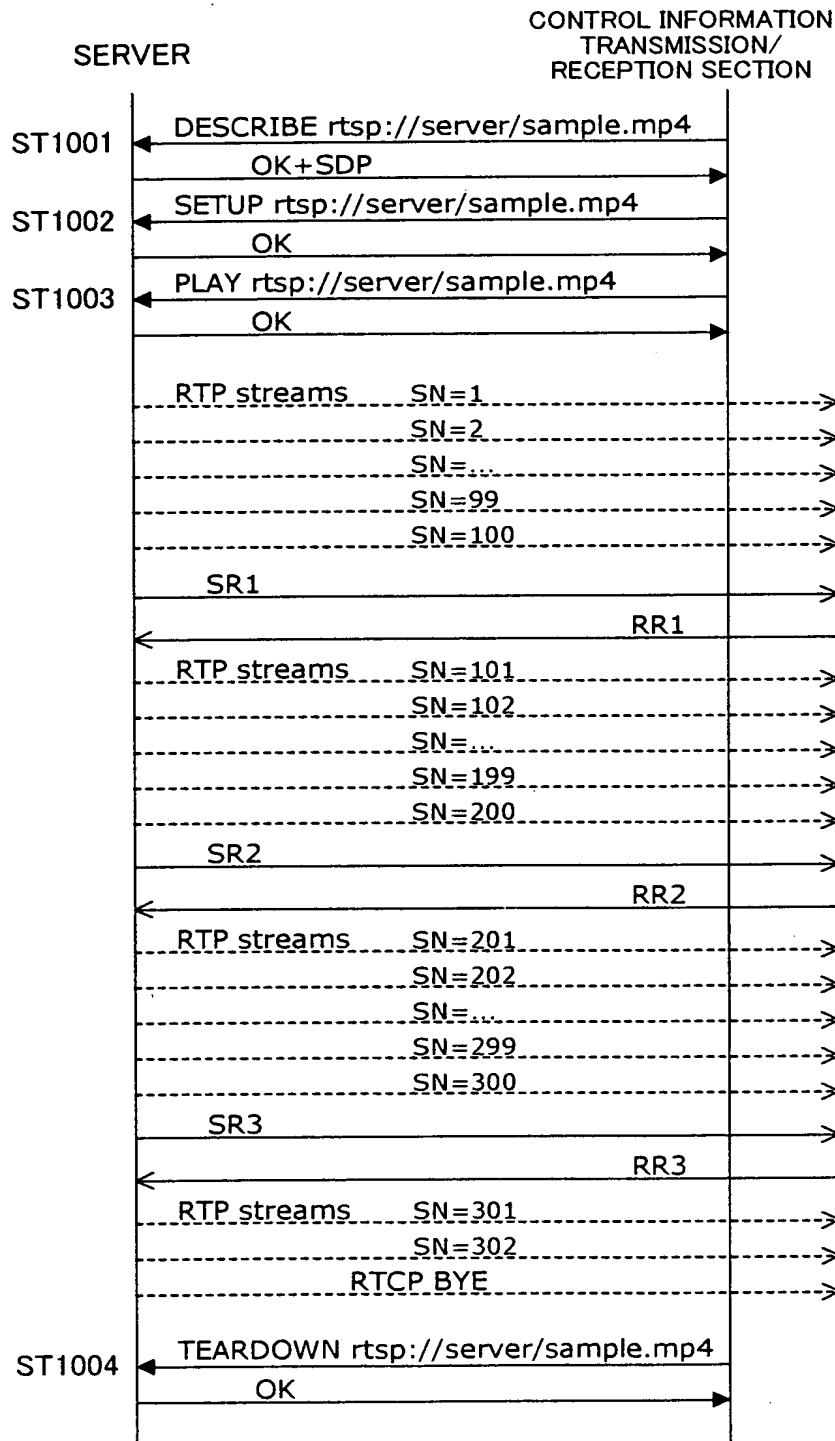 SERVER
CONTROL INFORMATION
TRANSMISSION/
RECEPTION SECTION
ST1001
DESCRIBE rtsp://server/sample.mp4
OK+SDP
ST1002
SETUP rtsp://server/sample.mp4
OK
ST1003
PLAY rtsp://server/sample.mp4
OK
RTP streams SN=1
SN=2
SN=...
SN=99
SN=100
SR1
RR1
RTP streams SN=101
SN=102
SN=...
SN=199
SN=200
SR2
RR2
RTP streams SN=201
SN=202
SN=...
SN=299
SN=300
SR3
RR3
RTP streams SN=301
SN=302
RTCP BYE
ST1004
TEARDOWN rtsp://server/sample.mp4
OK